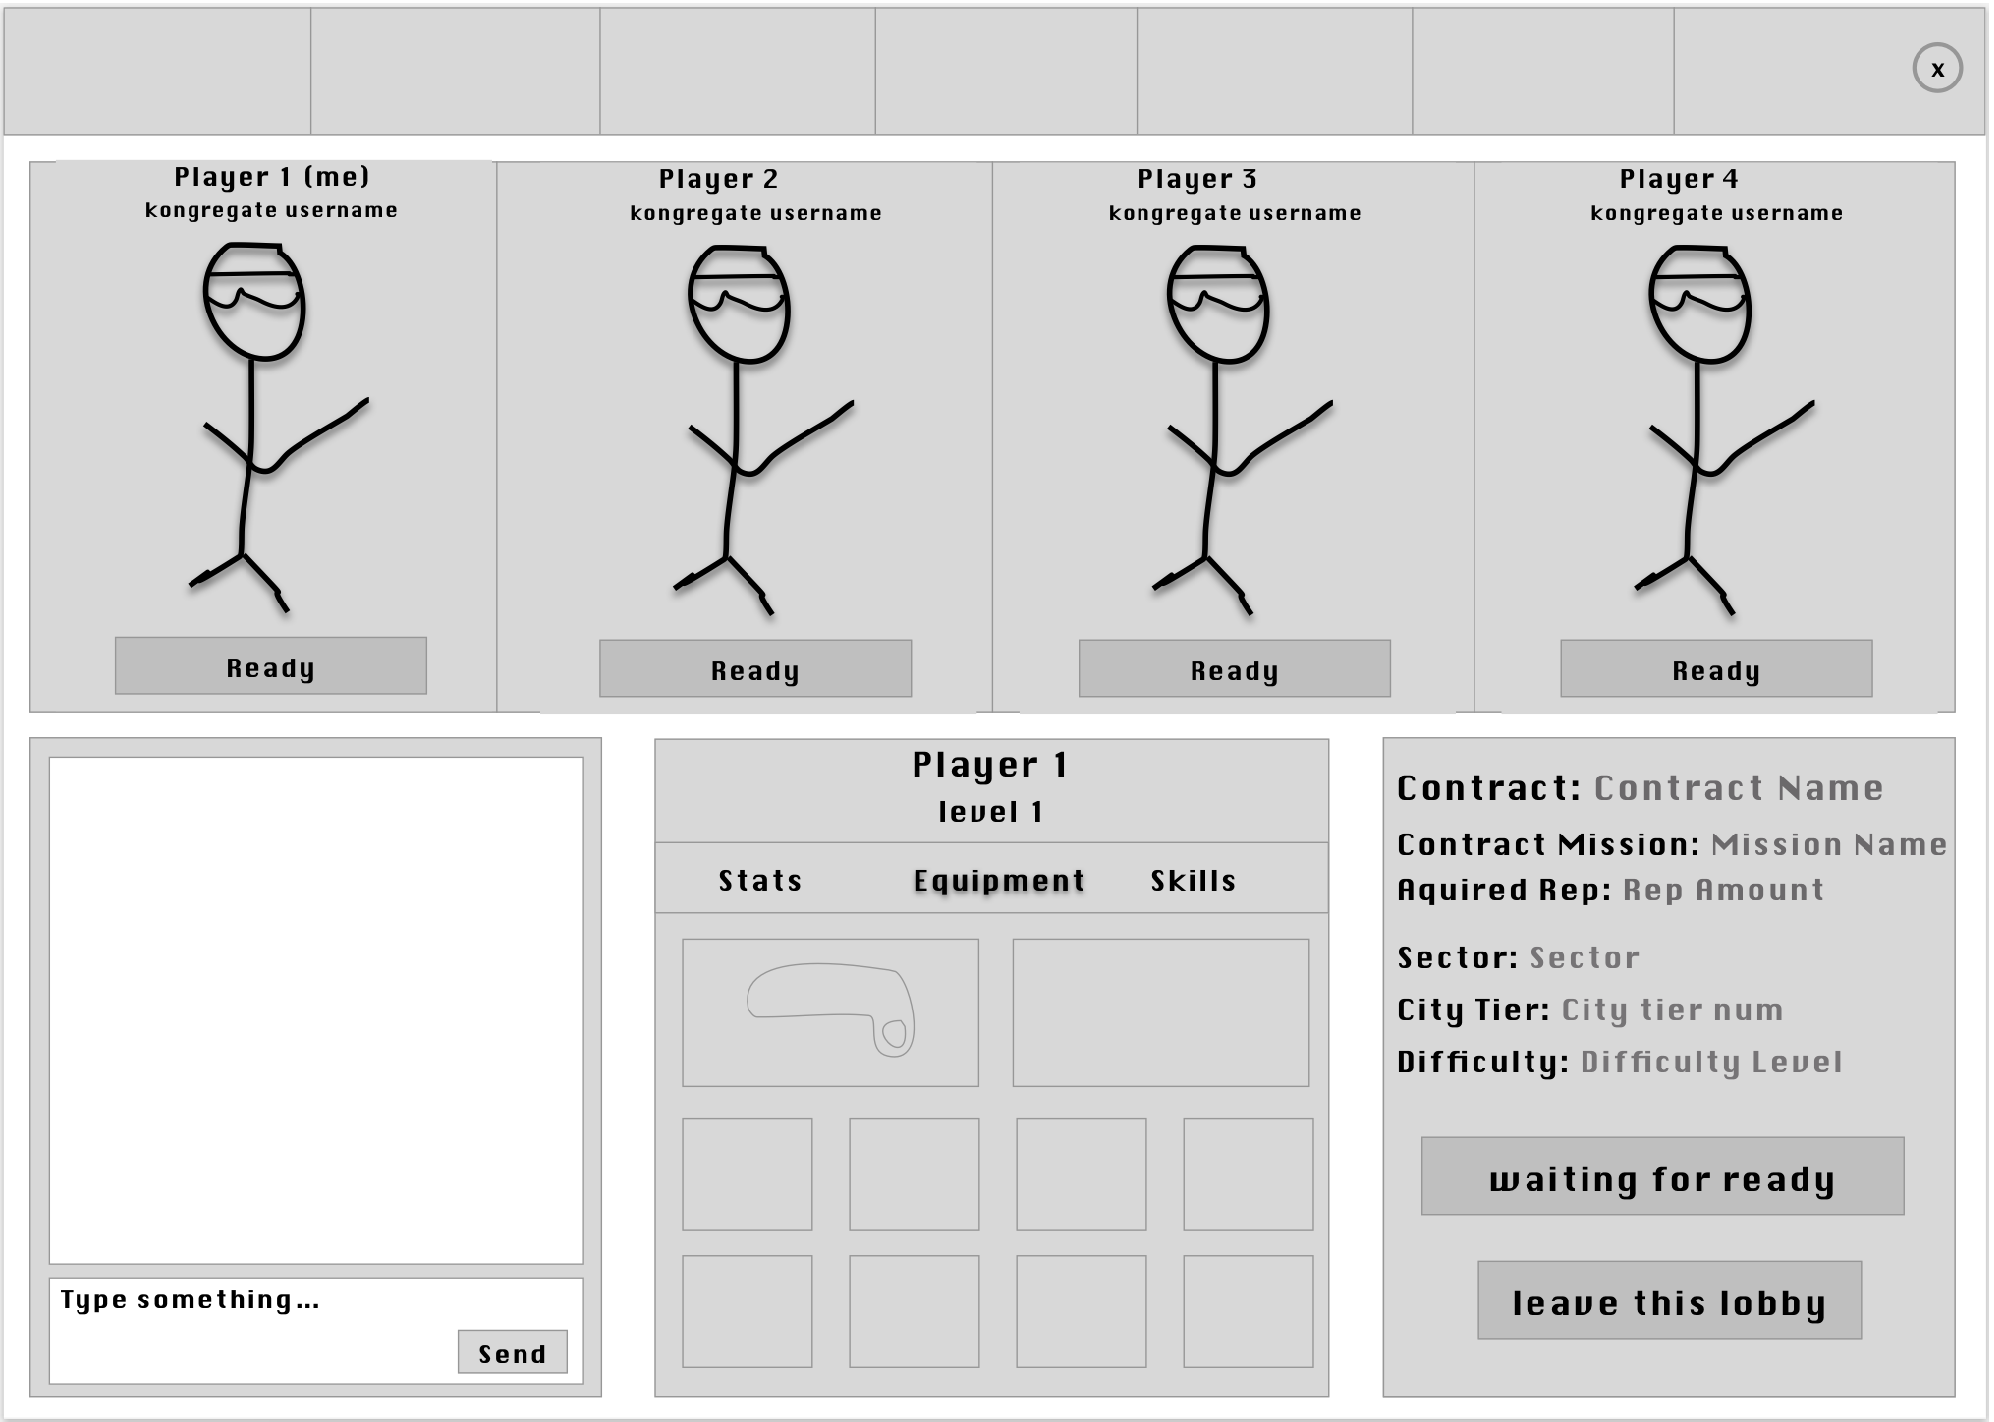 x
Player 1 (me)
kongregate username
Player 2
kongregate username
Player 3
kongregate username
Player 4
kongregate username
Ready
Ready
Ready
Ready
Type something...
Send
Player 1
level 1
Stats Equipment Skills
Contract: Contract Name
Contract Mission: Mission Name
Aquired Rep: Rep Amount
Sector: Sector
City Tier: City tier num
Difficulty: Difficulty Level
waiting for ready
leave this lobby